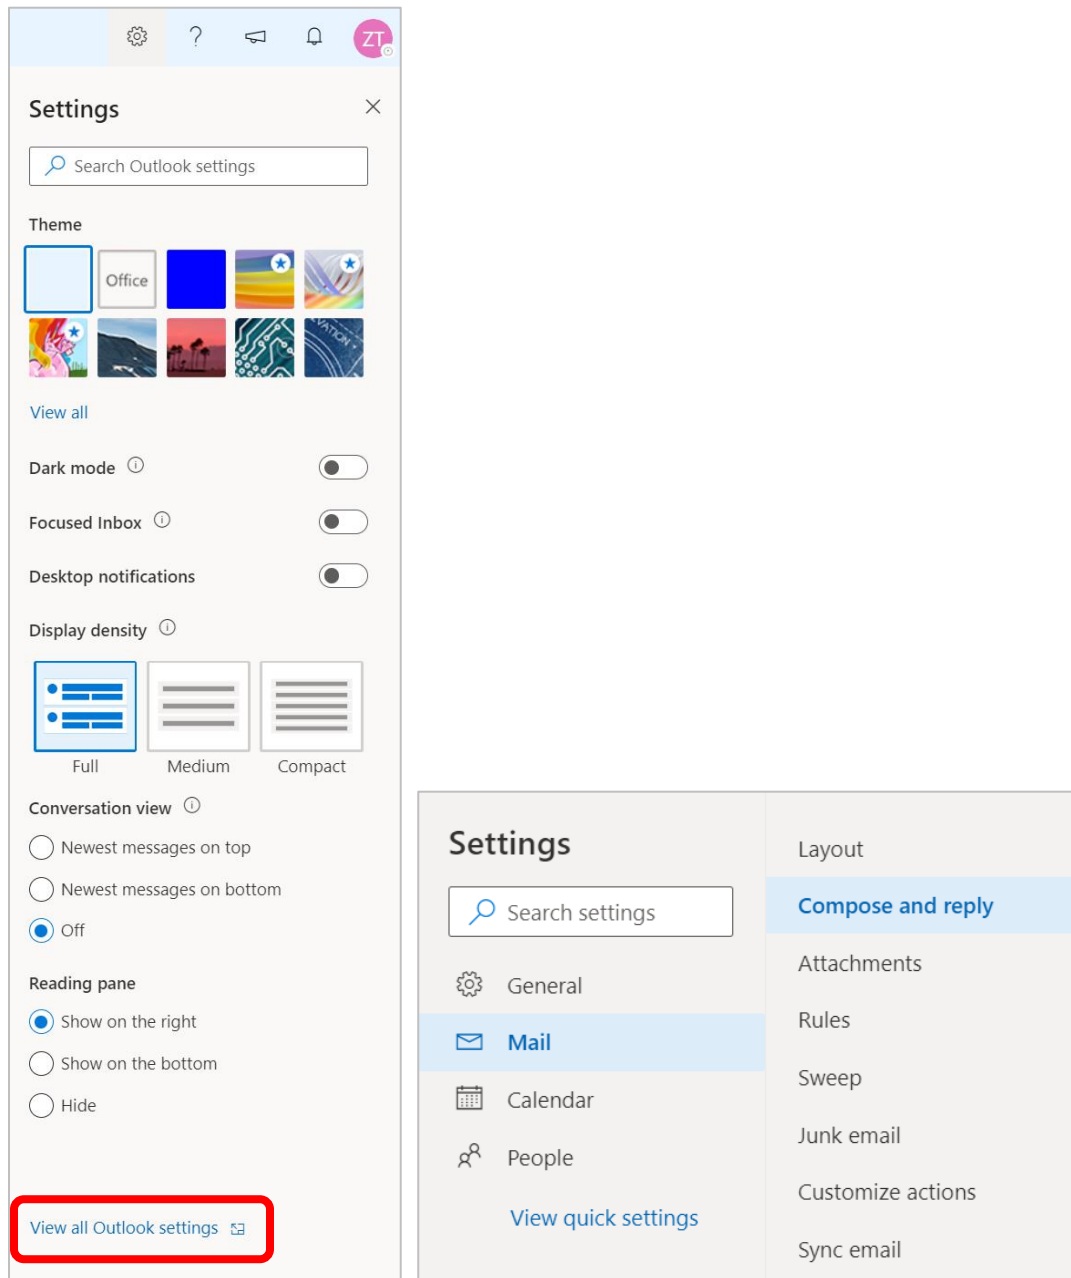 ZT
Settings
Search Outlook settings
Theme
Office
View all
Dark mode
Focused Inbox
Desktop notifications
Display density
Full Medium Compact
Conversation view
Newest messages on top
Newest messages on bottom
Off
Reading pane
Show on the right
Show on the bottom
Hide
View all Outlook settings
Settings
Search settings
General
Mail
Calendar
People
View quick settings
Layout
Compose and reply
Attachments
Rules
Sweep
Junk email
Customize actions
Sync email